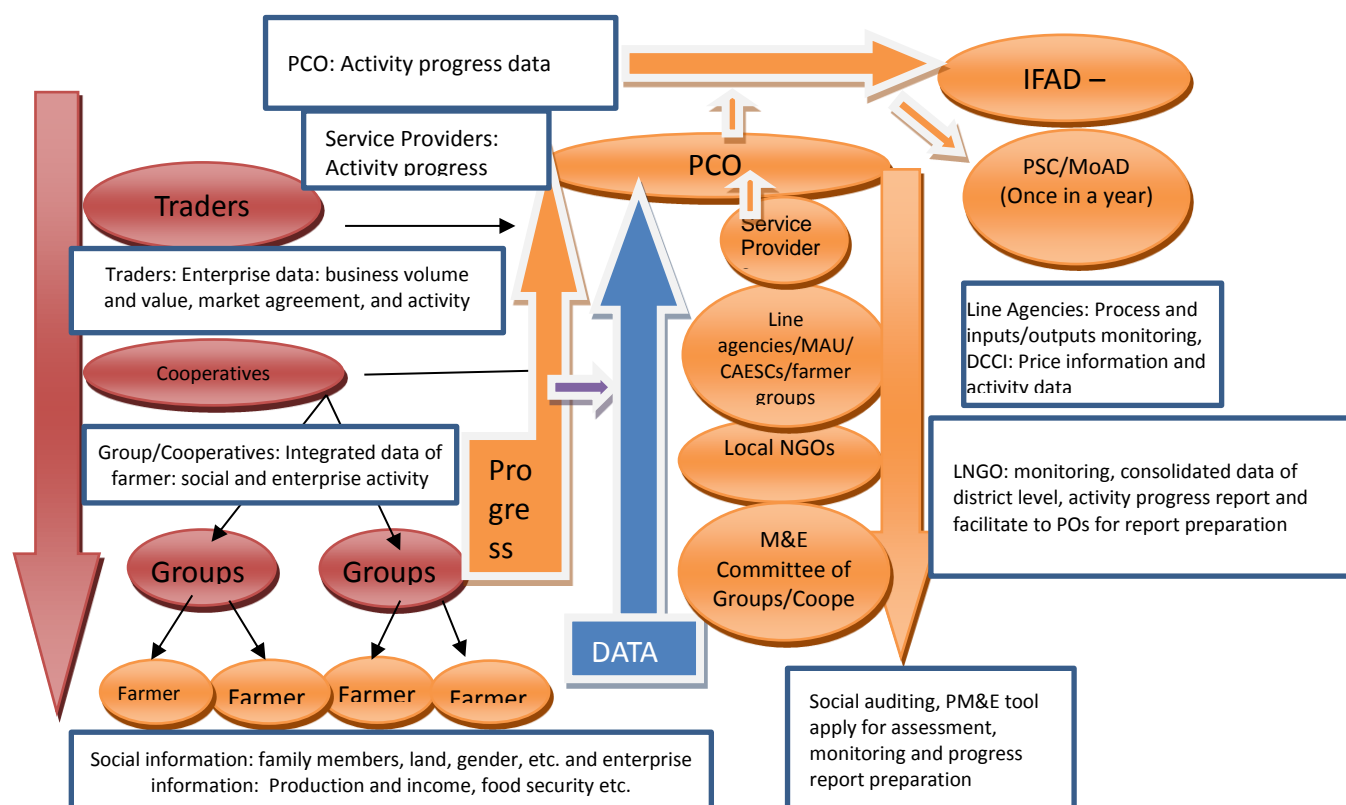 PCO: Activity progress data
IFAD –
Service Providers:
Activity progress
PCO
PSC/MoAD
(Once in a year)
Traders
Service
Provider
Traders: Enterprise data: business volume
and value, market agreement, and activity
Line
agencies/MAU/
CAESCs/farmer
groups
Line Agencies: Process and
inputs/outputs monitoring,
DCCI: Price information and
activity data
Cooperatives
Group/Cooperatives: Integrated data of
farmer: social and enterprise activity
Local NGOs
LNGO: monitoring, consolidated data of
district level, activity progress report and
facilitate to POs for report preparation
Pro
gre
ss
M&E
Committee of
Groups/Coope
Groups
Groups
DATA
Farmer
Farmer
Farmer
Farmer
Social auditing, PM&E tool
apply for assessment,
monitoring and progress
report preparation
Social information: family members, land, gender, etc. and enterprise
information: Production and income, food security etc.